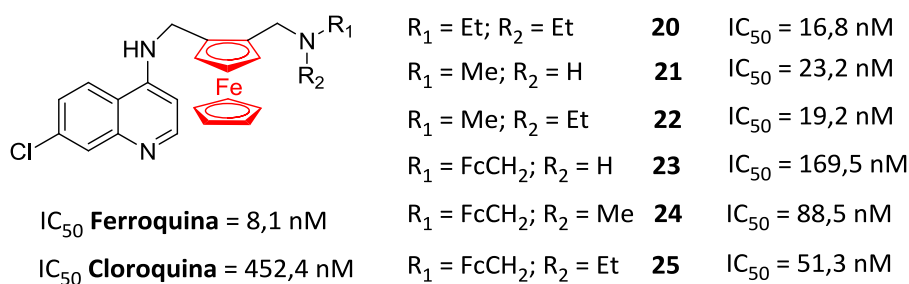 R1
HN
N
R2
Fe
Cl
N
IC50 Ferroquina = 8,1 nM
IC50 Cloroquina = 452,4 nM
R1 = Et; R2 = Et 20 IC50 = 16,8 nM
R1 = Me; R2 = H 21 IC50 = 23,2 nM
R1 = Me; R2 = Et 22 IC50 = 19,2 nM
R1 = FcCH2; R2 = H 23 IC50 = 169,5 nM
R1 = FcCH2; R2 = Me 24 IC50 = 88,5 nM
R1 = FcCH2; R2 = Et 25 IC50 = 51,3 nM